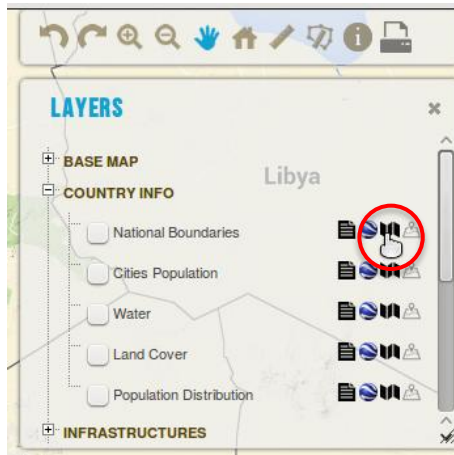 LAYERS
BASE MAP
Libya
COUNTRY INFO
National Boundaries
Cities Population
Water
Land Cover
Population Distribution
INFRASTRUCTURES